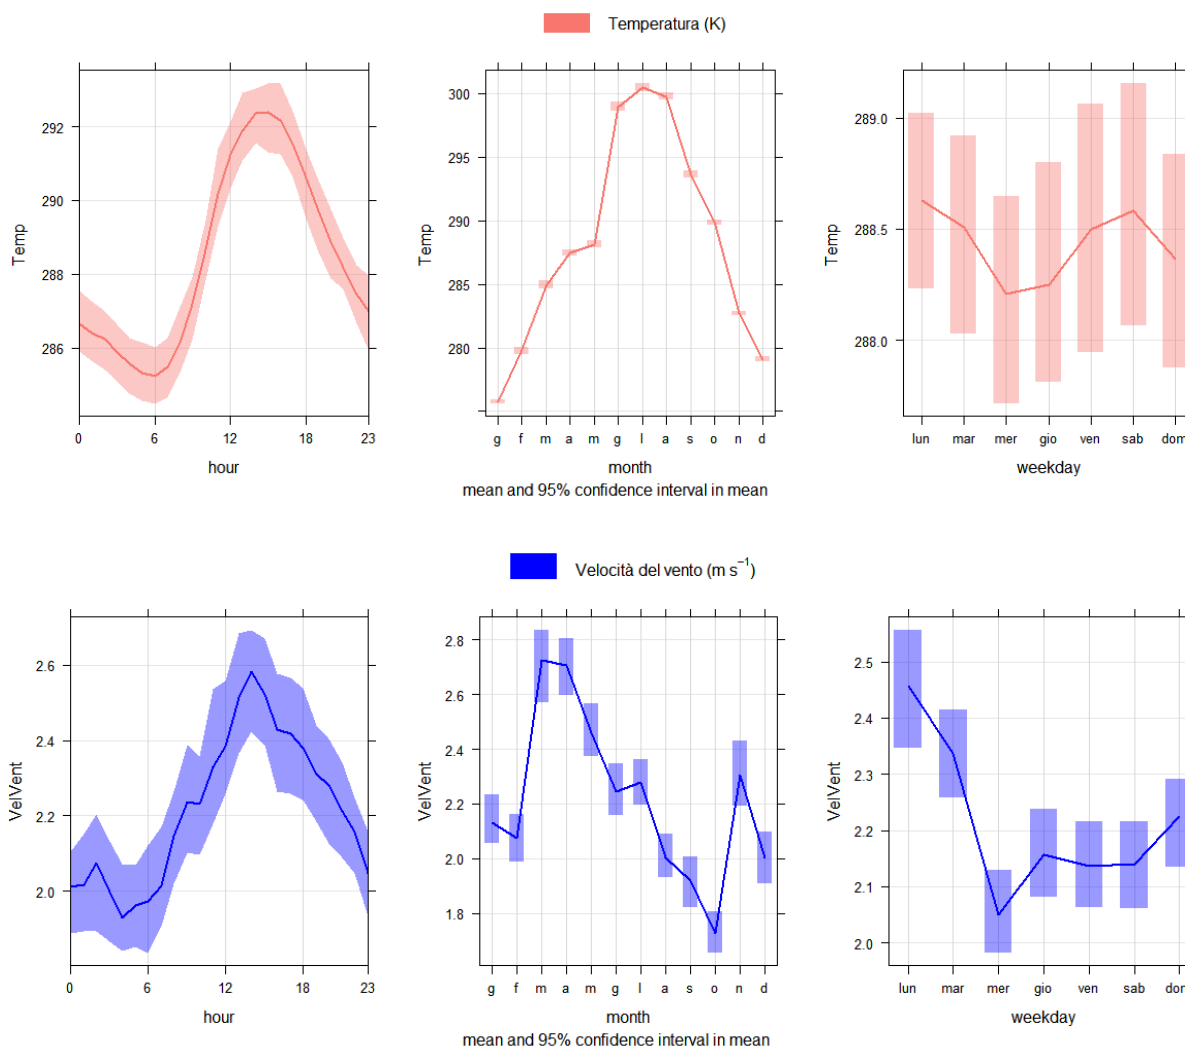 Temperatura (K)
292
290
288
286
Temp
0 6 12 18 23
hour
300
295
290
285
280
Temp
g f m a m g l a s o n d
month
mean and 95% confidence interval in mean
289.0
288.5
288.0
Temp
lun mar mer gio ven sab dom
weekday
Velocità del vento (m s⁻¹)
2.6
2.4
2.2
2.0
VelVent
0 6 12 18 23
hour
2.8
2.6
2.4
2.2
2.0
1.8
VelVent
g f m a m g l a s o n d
month
mean and 95% confidence interval in mean
2.5
2.4
2.3
2.2
2.1
2.0
VelVent
lun mar mer gio ven sab dom
weekday